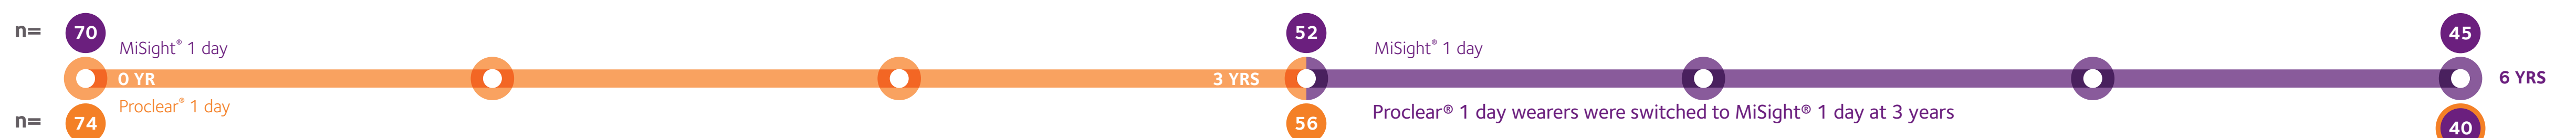 n= 70 52 45
MiSight® 1 day MiSight® 1 day
0 YR 3 YRS 6 YRS
Proclear® 1 day Proclear® 1 day wearers were switched to MiSight® 1 day at 3 years
n= 74 56 40